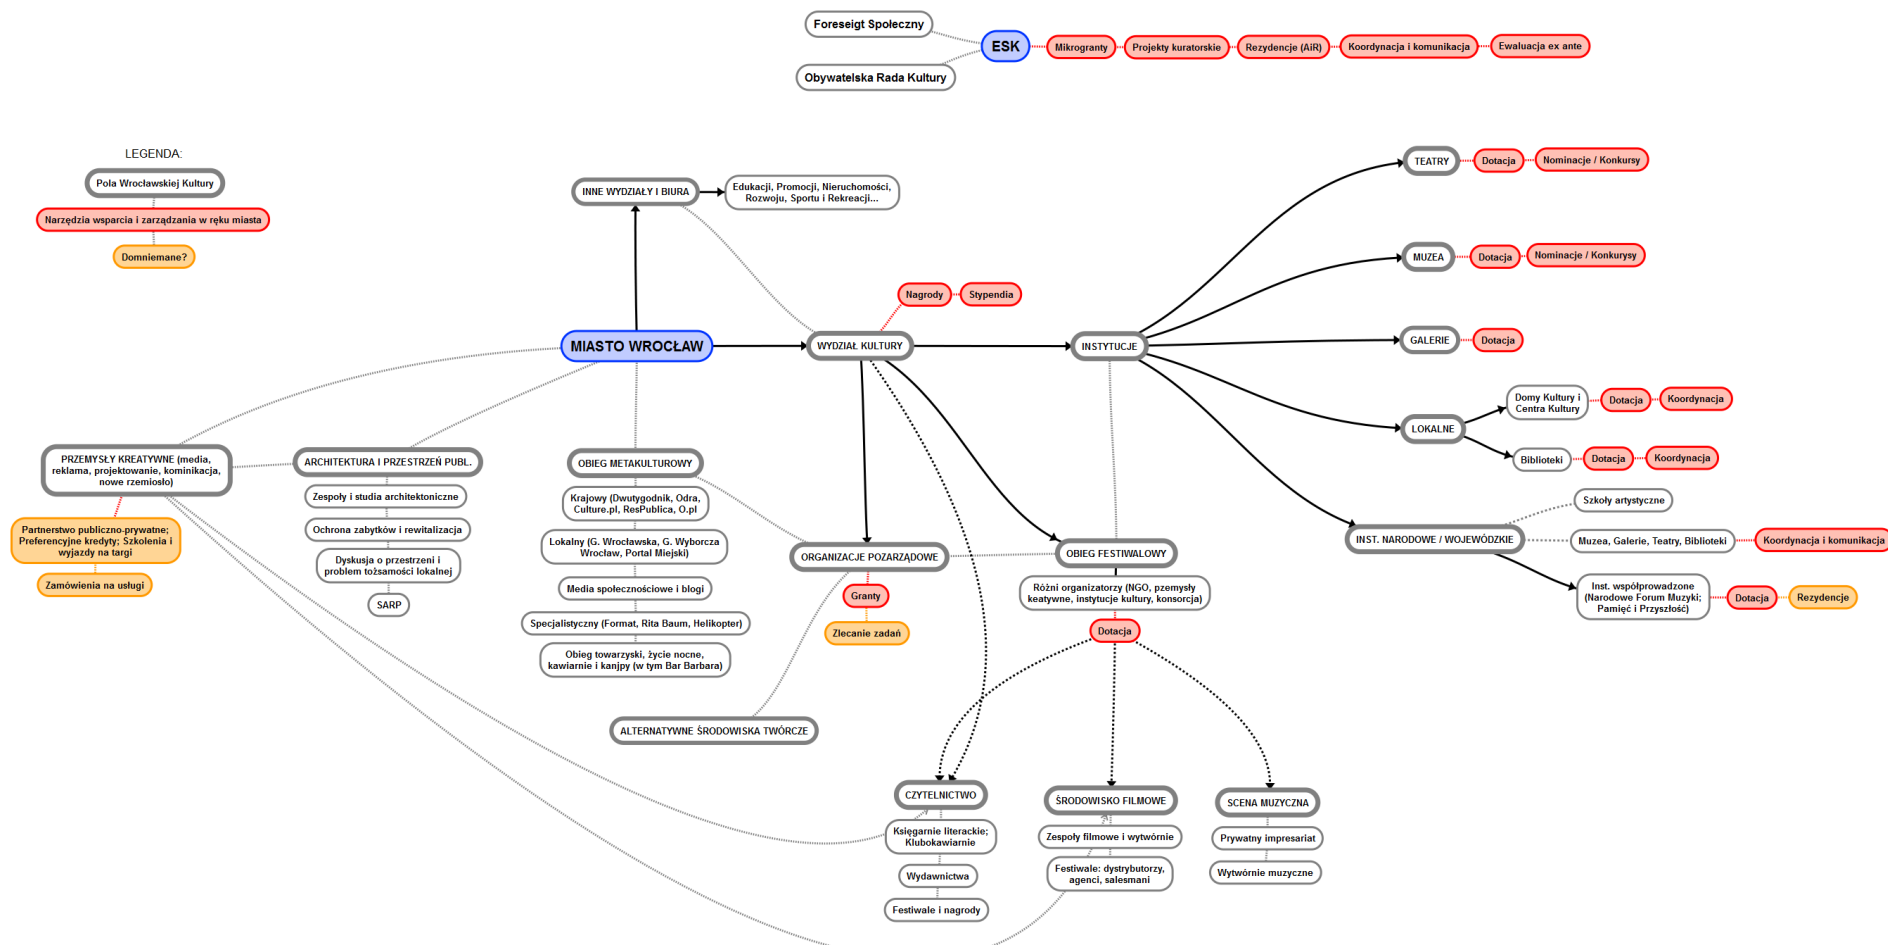 Foreseigt Społeczny
ESK
Mikrogranty
Projekty kuratorskie
Rezydencje (AiR)
Koordynacja i komunikacja
Ewaluacja ex ante
Obywatelska Rada Kultury
LEGENDA:
Pola Wrocławskiej Kultury
Narzędzia wsparcia i zarządzania w ręku miasta
Domniemane?
INNE WYDZIAŁY I BIURA
Edukacji, Promocji, Nieruchomości,
Rozwoju, Sportu i Rekreacji...
TEATRY
Dotacja
Nominacje / Konkursy
MUZEA
Dotacja
Nominacje / Konkurysy
Nagrody
Stypendia
MIASTO WROCŁAW
WYDZIAŁ KULTURY
INSTYTUCJE
GALERIE
Dotacja
Domy Kultury i
Centra Kultury
Dotacja
Koordynacja
LOKALNE
Biblioteki
Dotacja
Koordynacja
PRZEMYSŁY KREATYWNE (media,
reklama, projektowanie, kominikacja,
nowe rzemiosło)
Partnerstwo publiczno-prywatne;
Preferencyjne kredyty; Szkolenia i
wyjazdy na targi
Zamówienia na usługi
ARCHITEKTURA I PRZESTRZEŃ PUBL.
Zespoły i studia architektoniczne
Ochrona zabytków i rewitalizacja
Dyskusja o przestrzeni i
problem tożsamości lokalnej
SARP
OBIEG METAKULTUROWY
Krajowy (Dwutygodnik, Odra,
Culture.pl, ResPublica, O.pl
Lokalny (G. Wrocławska, G. Wyborcza
Wrocław, Portal Miejski)
Media społecznościowe i blogi
Specjalistyczny (Format, Rita Baum, Helikopter)
Obieg towarzyski, życie nocne,
kawiarnie i kanjpy (w tym Bar Barbara)
ORGANIZACJE POZARZĄDOWE
Granty
Zlecanie zadań
OBIEG FESTIWALOWY
Różni organizatorzy (NGO, pzemysły
keatywne, instytucje kultury, konsorcja)
Dotacja
INST. NARODOWE / WOJEWÓDZKIE
Szkoły artystyczne
Muzea, Galerie, Teatry, Biblioteki
Koordynacja i komunikacja
Inst. współprowadzone
(Narodowe Forum Muzyki;
Pamięć i Przyszłość)
Dotacja
Rezydencje
ALTERNATYWNE ŚRODOWISKA TWÓRCZE
CZYTELNICTWO
Księgarnie literackie;
Klubokawiarnie
Wydawnictwa
Festiwale i nagrody
ŚRODOWISKO FILMOWE
Zespoły filmowe i wytwórnie
Festiwale: dystrybutorzy,
agenci, salesmani
SCENA MUZYCZNA
Prywatny impresariat
Wytwórnie muzyczne